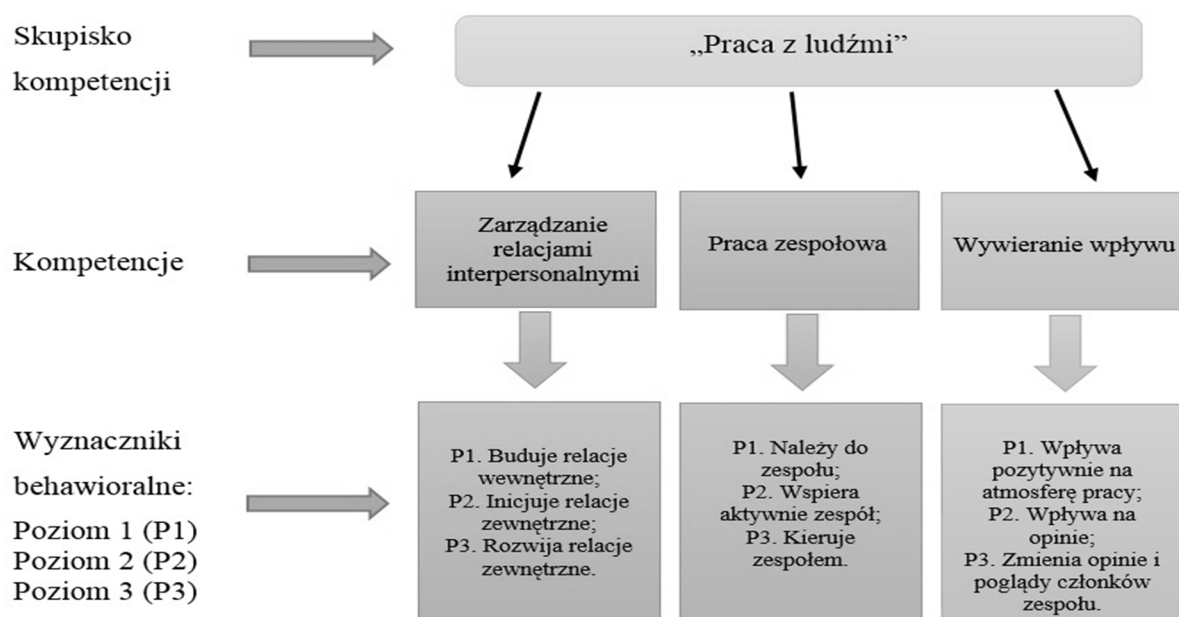 Skupisko
kompetencji
„Praca z ludźmi”
Kompetencje
Zarządzanie
relacjami
interpersonalnymi
Praca zespołowa
Wywieranie wpływu
Wyznaczniki
behawioralne:
Poziom 1 (P1)
Poziom 2 (P2)
Poziom 3 (P3)
P1. Buduje relacje
wewnętrzne;
P2. Inicjuje relacje
zewnętrzne;
P3. Rozwija relacje
zewnętrzne.
P1. Należy do
zespołu;
P2. Wspiera
aktywnie zespół;
P3. Kieruje
zespołem.
P1. Wpływa
pozytywnie na
atmosferę pracy;
P2. Wpływa na
opinie;
P3. Zmienia opinie i
poglądy członków
zespołu.